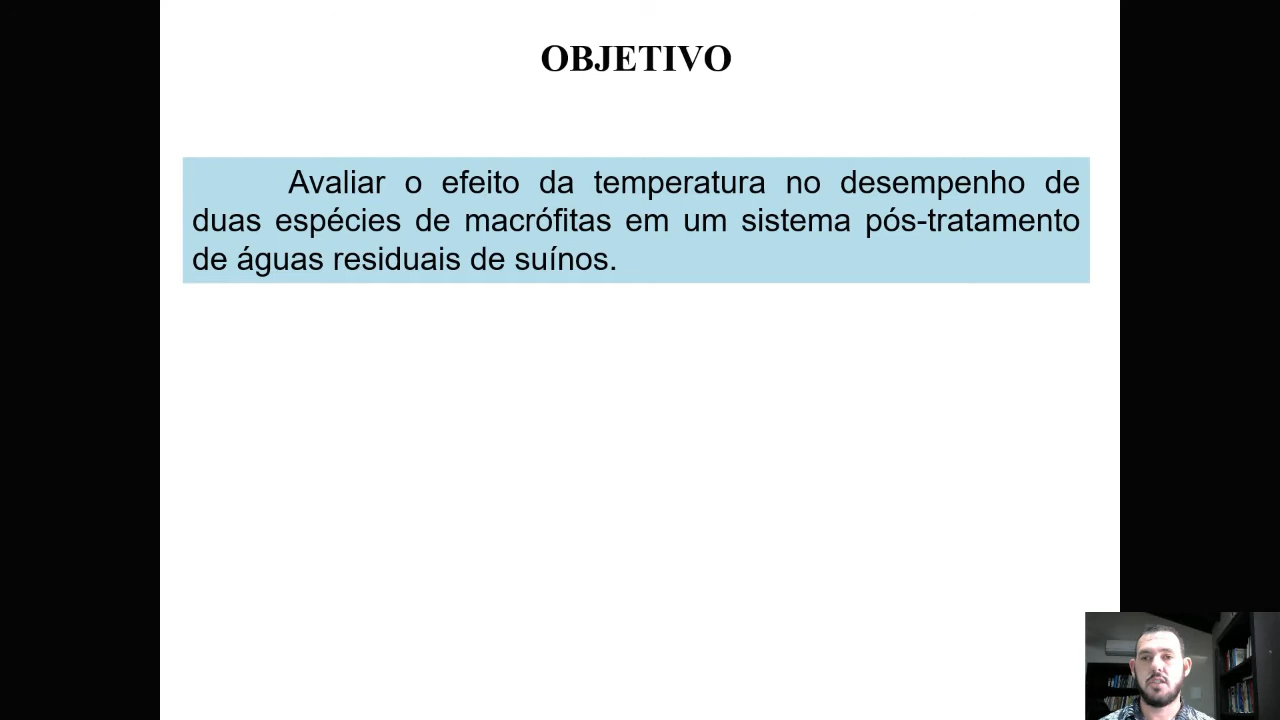 OBJETIVO
Avaliar o efeito da temperatura no desempenho de
duas espécies de macrófitas em um sistema pós-tratamento
de águas residuais de suínos.